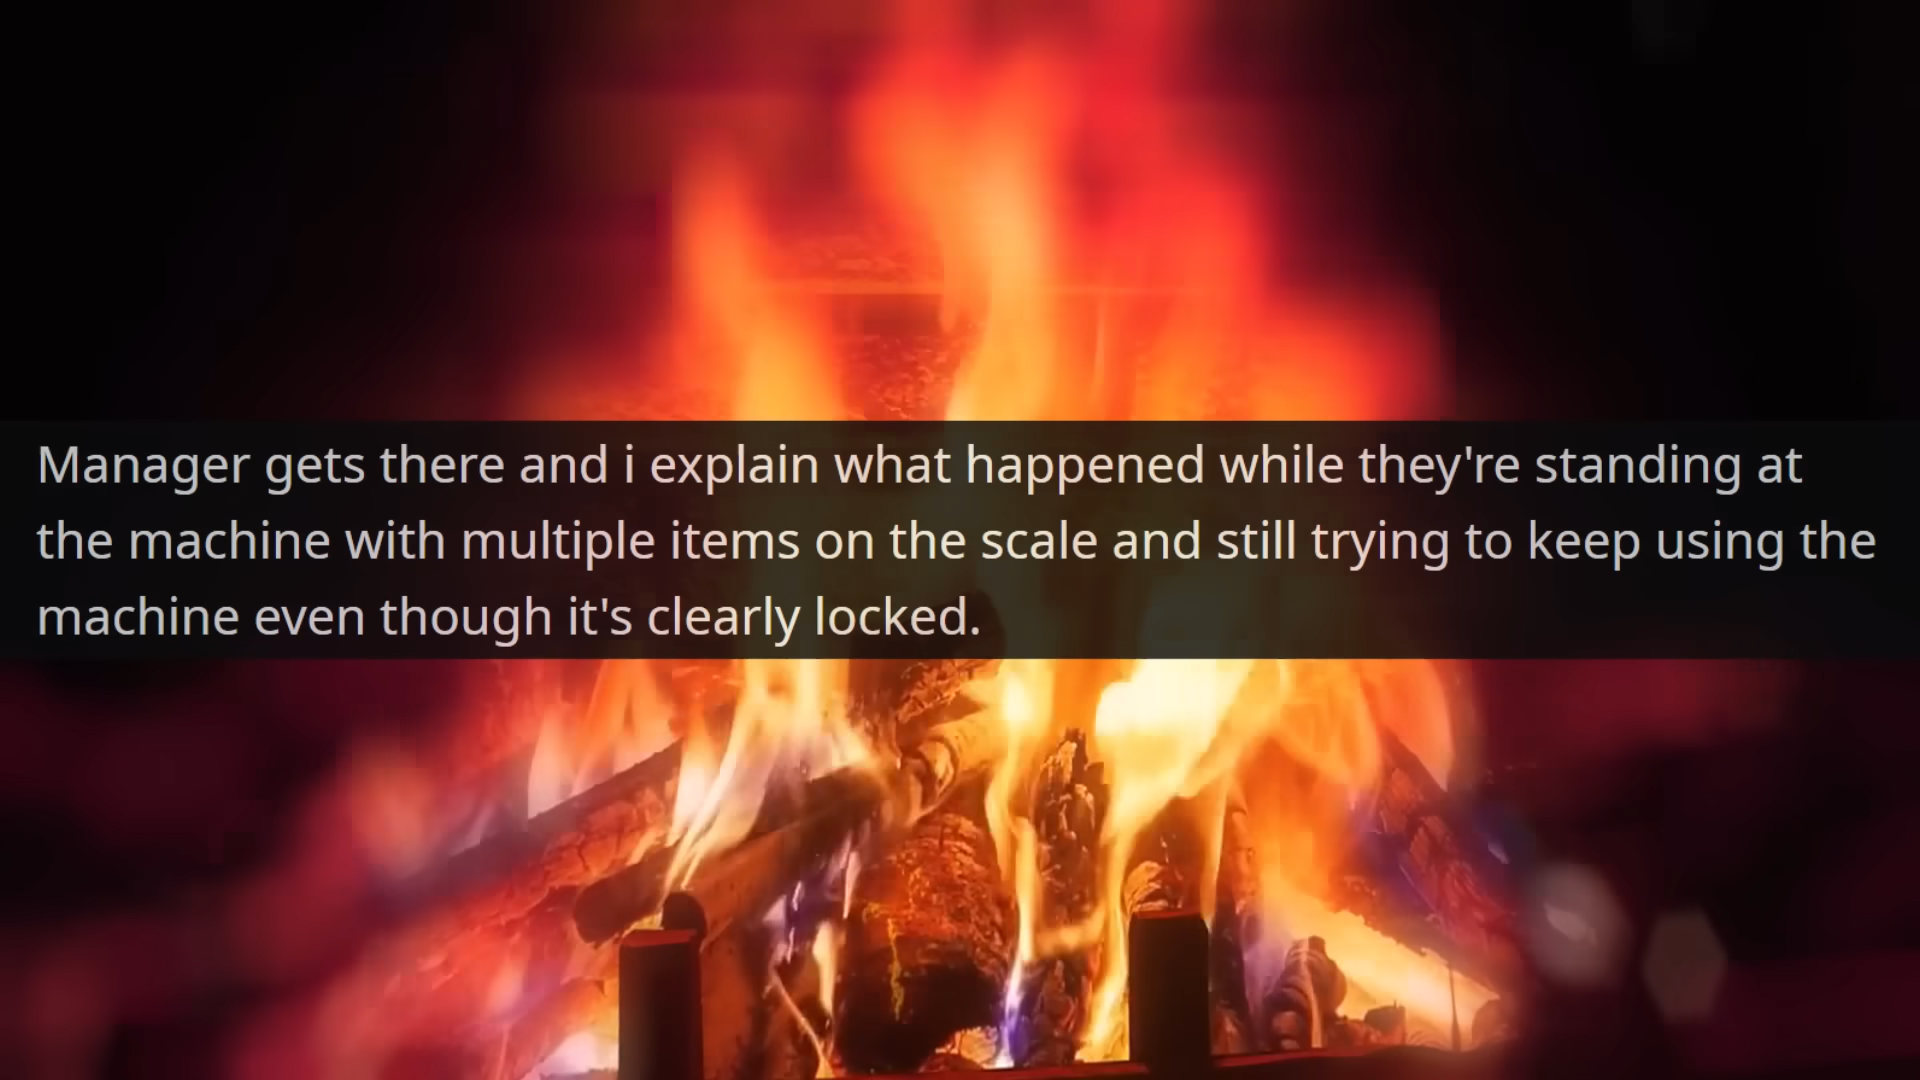 Manager gets there and i explain what happened while they're standing at
the machine with multiple items on the scale and still trying to keep using the
machine even though it's clearly locked.